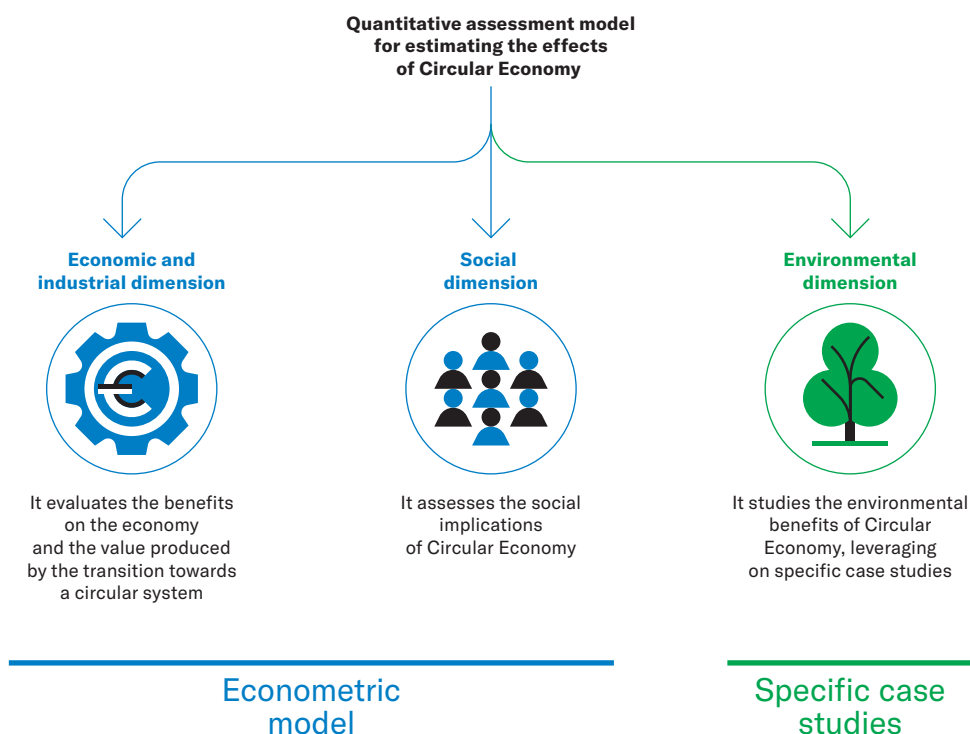 Quantitative assessment model
for estimating the effects
of Circular Economy
Economic and
industrial dimension
It evaluates the benefits
on the economy
and the value produced
by the transition towards
a circular system
Social
dimension
It assesses the social
implications
of Circular Economy
Environmental
dimension
It studies the environmental
benefits of Circular
Economy, leveraging
on specific case studies
Econometric
model
Specific case
studies